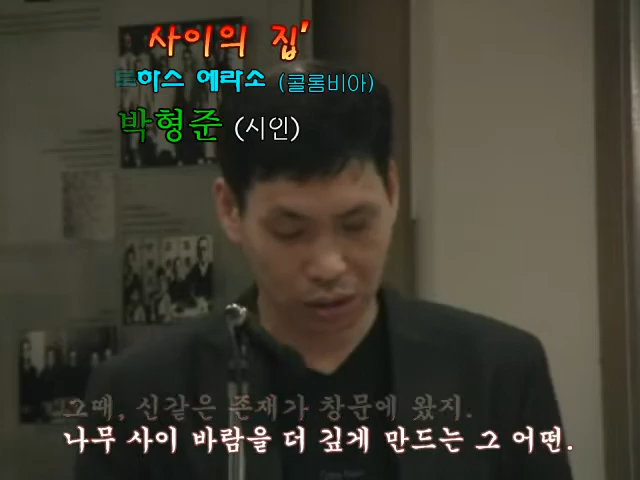 사이의 집'
로하스 에라소 (콜롬비아)
박형준 (시인)
그때, 신같은 존재가 창문에 왔지.
나무 사이 바람을 더 깊게 만드는 그 어떤.